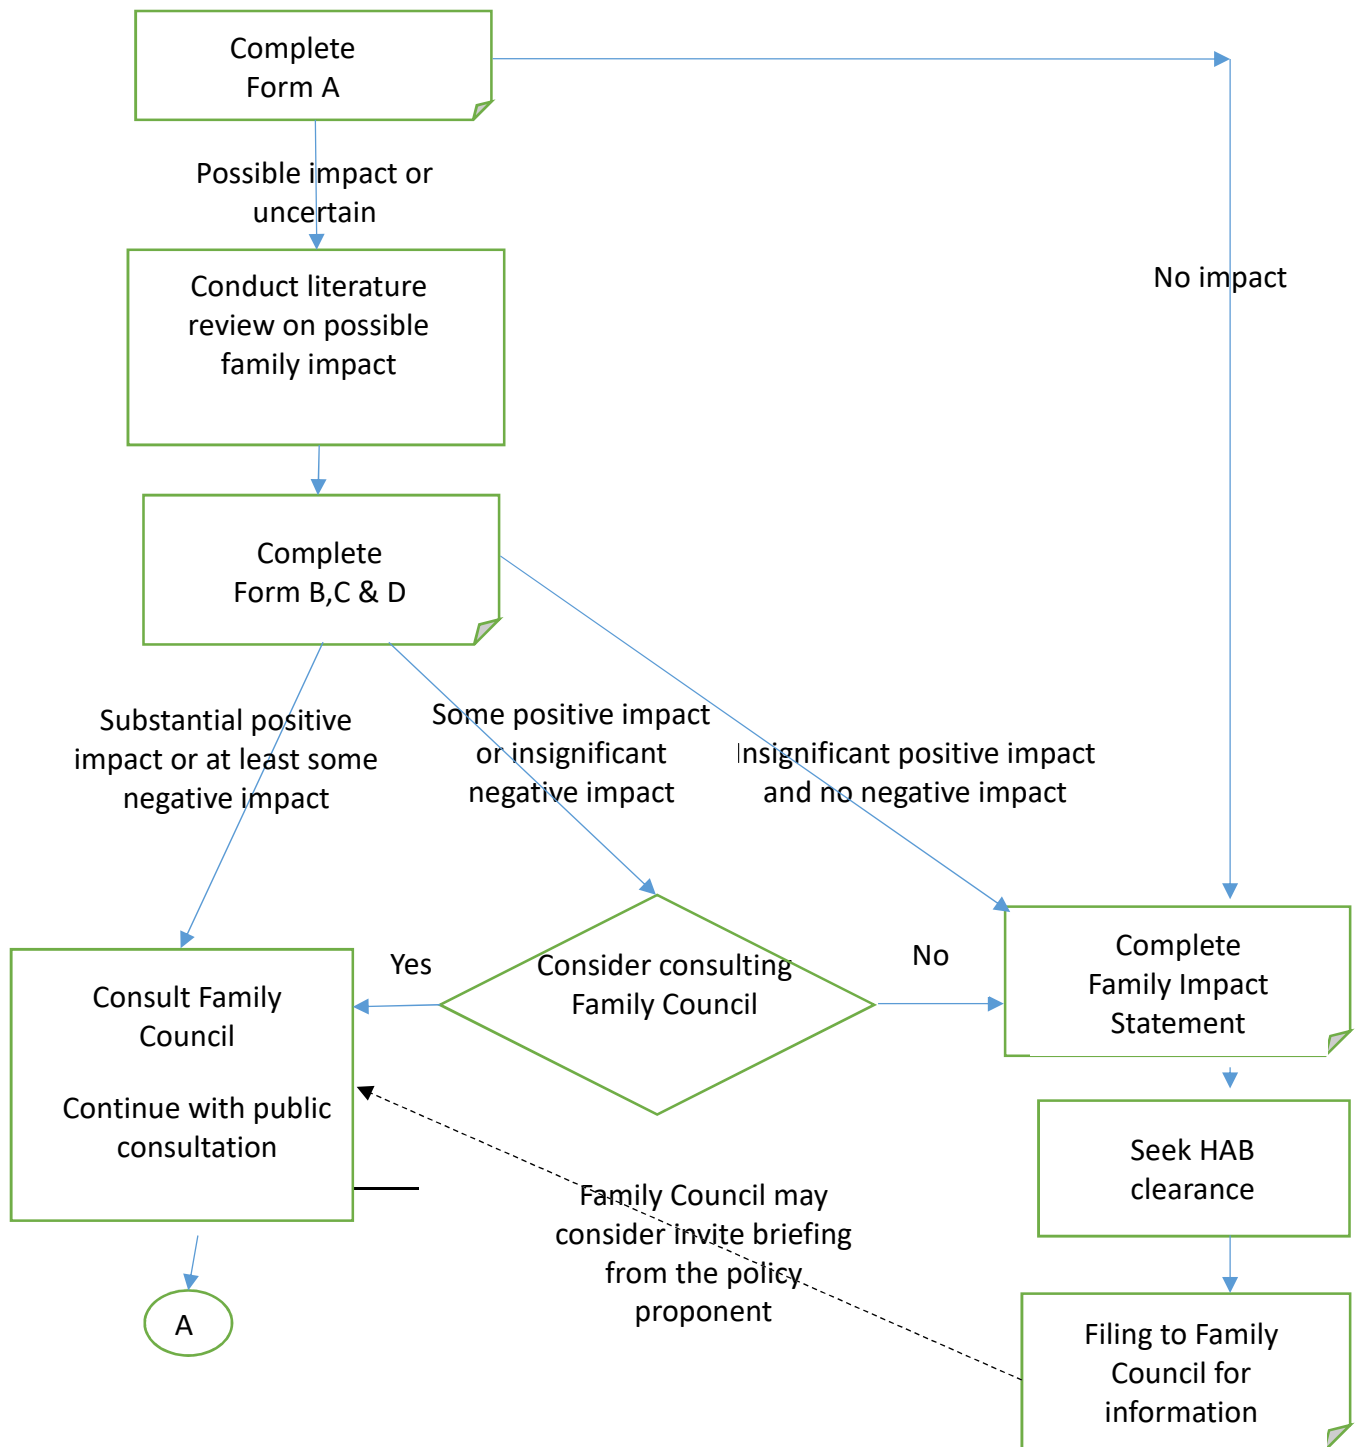 Complete
Form A
Possible impact or
uncertain
No impact
Conduct literature
review on possible
family impact
Complete
Form B,C & D
Substantial positive
impact or at least some
negative impact
Some positive impact
or insignificant
negative impact
Insignificant positive impact
and no negative impact
Yes
Consider consulting
Family Council
No
Complete
Family Impact
Statement
Consult Family
Council
Continue with public
consultation
Seek HAB
clearance
Family Council may
consider invite briefing
from the policy
proponent
A
Filing to Family
Council for
information